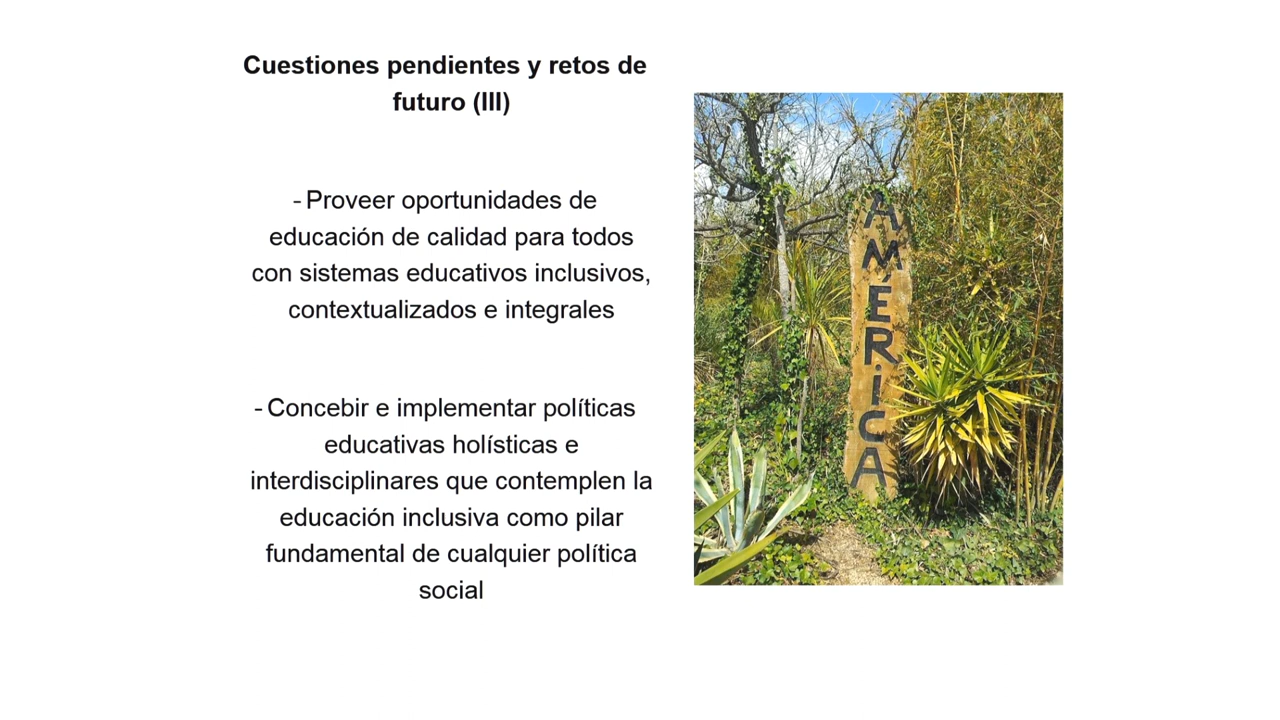 Cuestiones pendientes y retos de
futuro (III)
- Proveer oportunidades de
educación de calidad para todos
con sistemas educativos inclusivos,
contextualizados e integrales
- Concebir e implementar políticas
educativas holísticas e
interdisciplinares que contemplen la
educación inclusiva como pilar
fundamental de cualquier política
social
AMÉRiCA